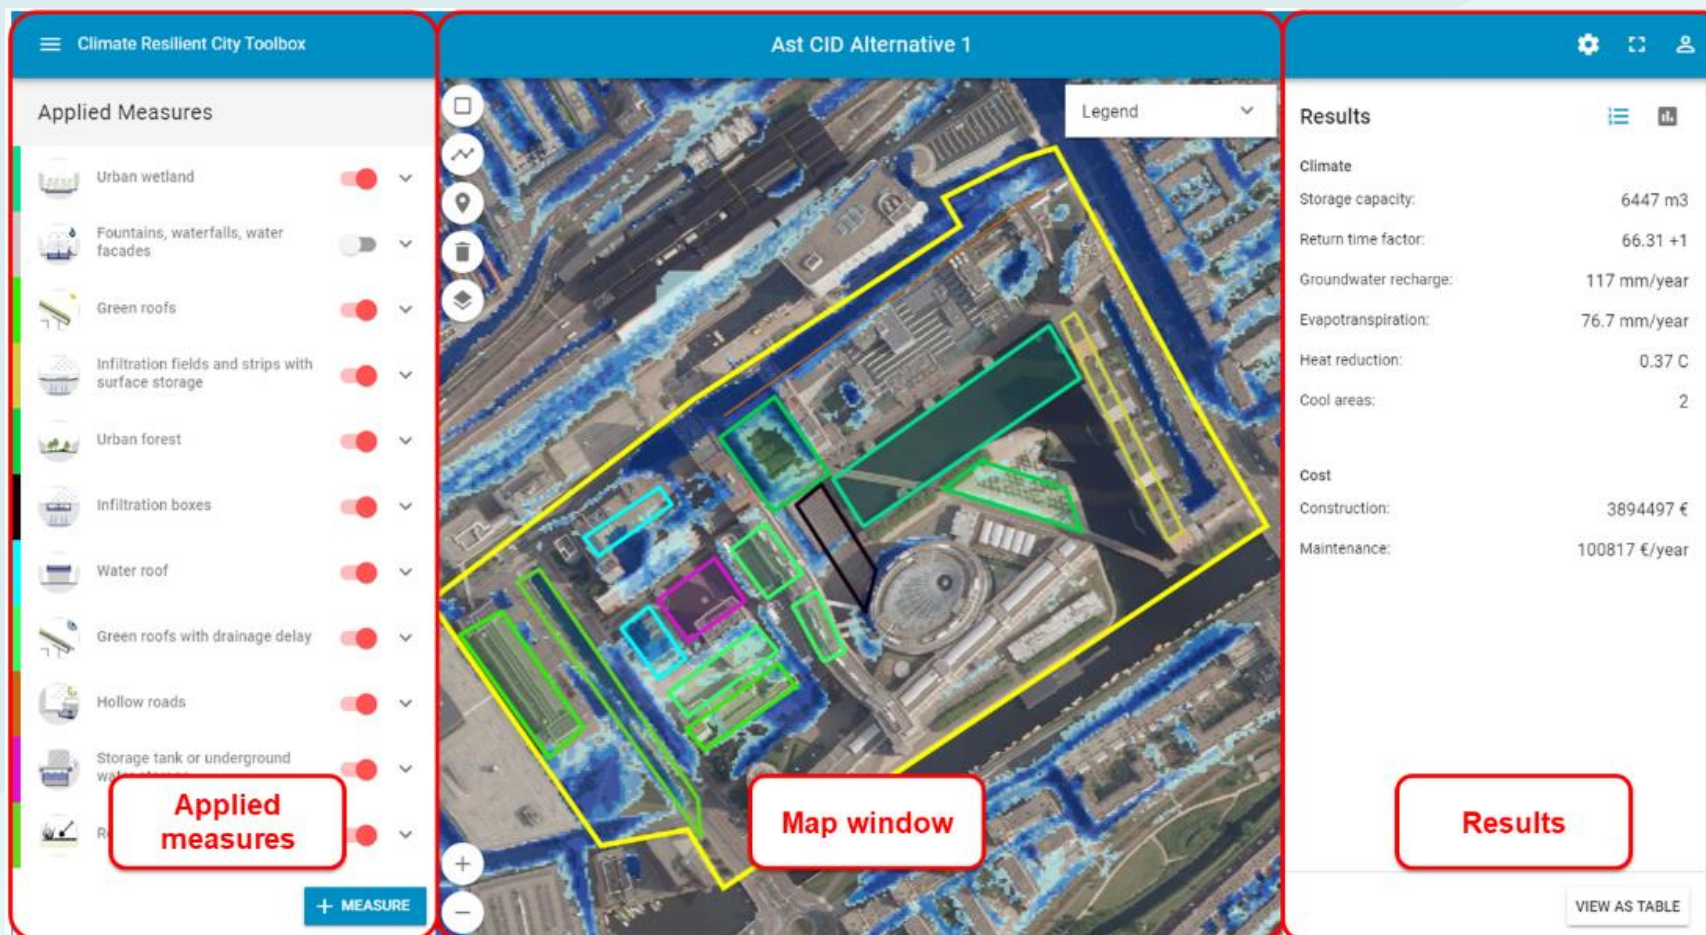 Climate Resilient City Toolbox
Ast CID Alternative 1
Applied Measures
Urban wetland
Fountains, waterfalls, water
facades
Green roofs
Infiltration fields and strips with
surface storage
Urban forest
Infiltration boxes
Water roof
Green roofs with drainage delay
Hollow roads
Storage tank or underground
Applied
measures
+ MEASURE
Legend
Map window
Results
Climate
Storage capacity: 6447 m3
Return time factor: 66.31 +1
Groundwater recharge: 117 mm/year
Evapotranspiration: 76.7 mm/year
Heat reduction: 0.37 C
Cool areas: 2
Cost
Construction: 3894497 €
Maintenance: 100817 €/year
Results
VIEW AS TABLE